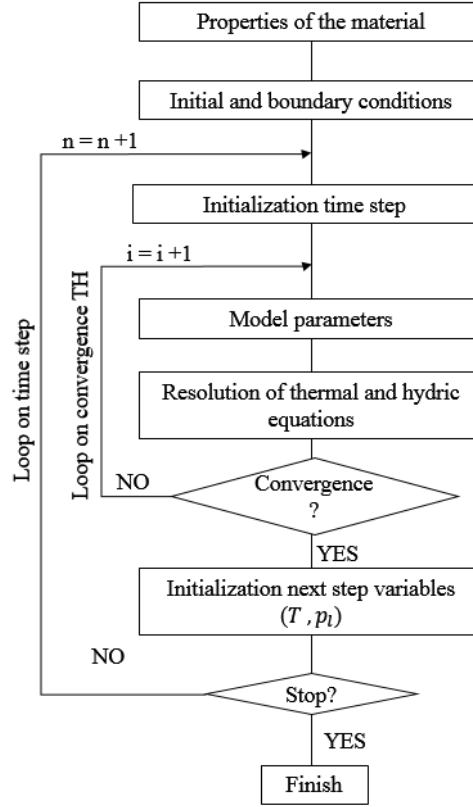 Properties of the material
Initial and boundary conditions
n = n +1
Initialization time step
i = i +1
Loop on time step
Loop on convergence TH
Model parameters
Resolution of thermal and hydric
equations
NO
Convergence
?
YES
Initialization next step variables
(T , pₗ)
NO
Stop?
YES
Finish